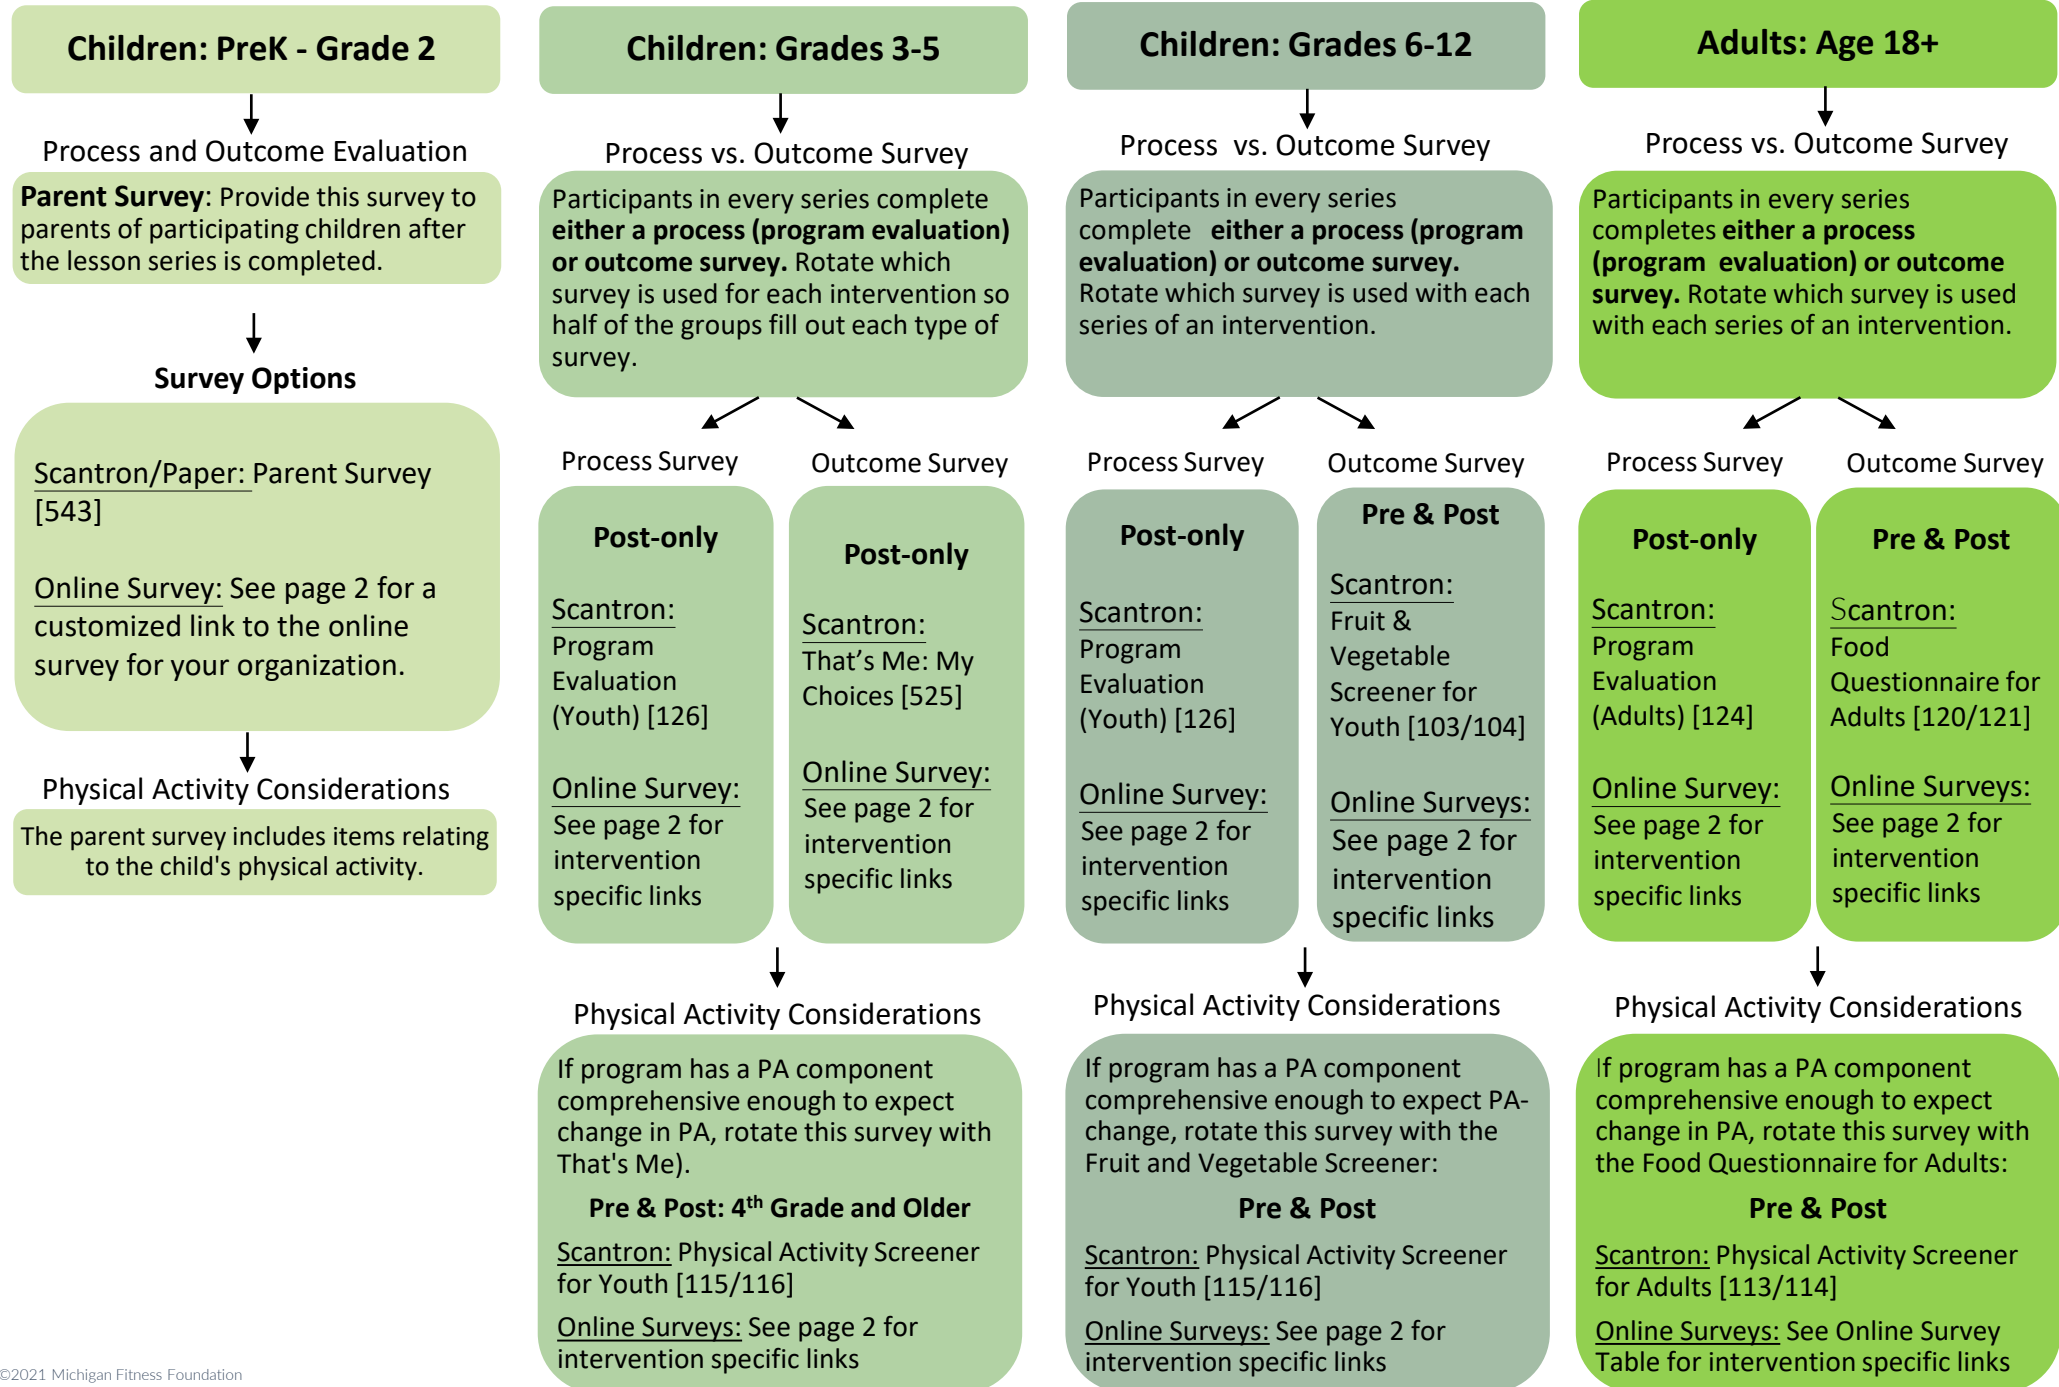 Children: PreK - Grade 2
Process and Outcome Evaluation
Parent Survey: Provide this survey to
parents of participating children after
the lesson series is completed.
Survey Options
Scantron/Paper: Parent Survey
[543]
Online Survey: See page 2 for a
customized link to the online
survey for your organization.
Physical Activity Considerations
The parent survey includes items relating
to the child's physical activity.
Children: Grades 3-5
Process vs. Outcome Survey
Participants in every series complete
either a process (program evaluation)
or outcome survey. Rotate which
survey is used for each intervention so
half of the groups fill out each type of
survey.
Process Survey
Post-only
Scantron:
Program
Evaluation
(Youth) [126]
Online Survey:
See page 2 for
intervention
specific links
Outcome Survey
Post-only
Scantron:
That’s Me: My
Choices [525]
Online Survey:
See page 2 for
intervention
specific links
Physical Activity Considerations
If program has a PA component
comprehensive enough to expect
change in PA, rotate this survey with
That's Me).
Pre & Post: 4th Grade and Older
Scantron: Physical Activity Screener
for Youth [115/116]
Online Surveys: See page 2 for
intervention specific links
Children: Grades 6-12
Process vs. Outcome Survey
Participants in every series
complete either a process (program
evaluation) or outcome survey.
Rotate which survey is used with each
series of an intervention.
Process Survey
Post-only
Scantron:
Program
Evaluation
(Youth) [126]
Online Survey:
See page 2 for
intervention
specific links
Outcome Survey
Pre & Post
Scantron:
Fruit &
Vegetable
Screener for
Youth [103/104]
Online Surveys:
See page 2 for
intervention
specific links
Physical Activity Considerations
If program has a PA component
comprehensive enough to expect PA-
change, rotate this survey with the
Fruit and Vegetable Screener:
Pre & Post
Scantron: Physical Activity Screener
for Youth [115/116]
Online Surveys: See page 2 for
intervention specific links
Adults: Age 18+
Process vs. Outcome Survey
Participants in every series
completes either a process
(program evaluation) or outcome
survey. Rotate which survey is used
with each series of an intervention.
Process Survey
Post-only
Scantron:
Program
Evaluation
(Adults) [124]
Online Survey:
See page 2 for
intervention
specific links
Outcome Survey
Pre & Post
Scantron:
Food
Questionnaire for
Adults [120/121]
Online Surveys:
See page 2 for
intervention
specific links
Physical Activity Considerations
If program has a PA component
comprehensive enough to expect
change in PA, rotate this survey with
the Food Questionnaire for Adults:
Pre & Post
Scantron: Physical Activity Screener
for Adults [113/114]
Online Surveys: See Online Survey
Table for intervention specific links
©2021 Michigan Fitness Foundation